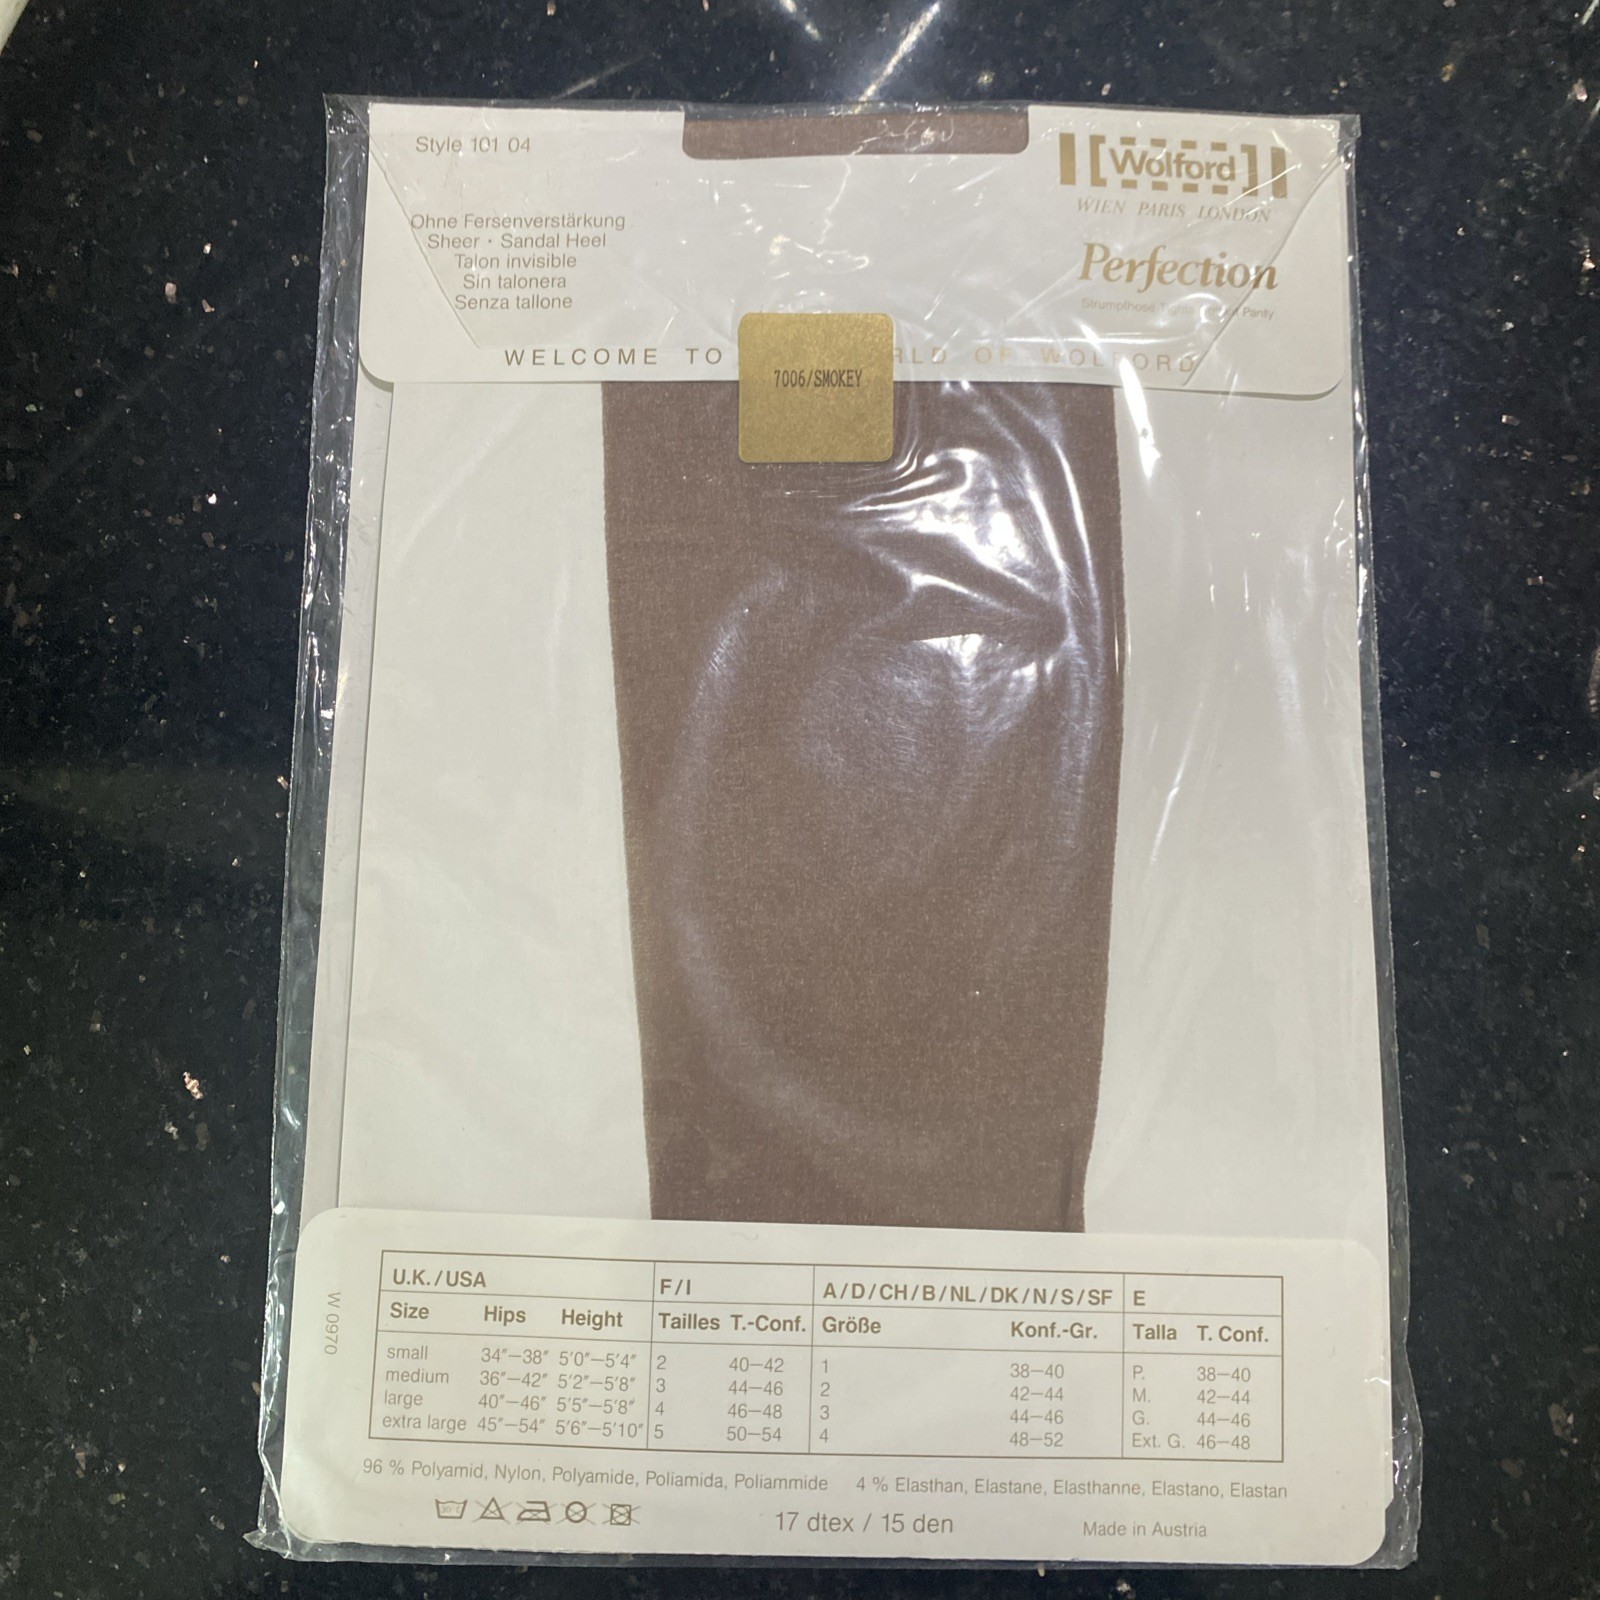 Style 101 04
Wolford
WIEN PARIS LONDON
Ohne Fersenverstärkung
Sheer · Sandal Heel
Talon invisible
Sin talonera
Senza tallone
Perfection
Strumpfhose Tights Panty
WELCOME TO RLD OF WOLFORD
7006/SMOKEY
U.K./USA F/I A/D/CH/B/NL/DK/N/S/SF E
Size Hips Height Tailles T.-Conf. Größe Konf.-Gr. Talla T. Conf.
small 34"–38" 5'0"–5'4" 2 40–42 1 38–40 P. 38–40
medium 36"–42" 5'2"–5'8" 3 44–46 2 42–44 M. 42–44
large 40"–46" 5'5"–5'8" 4 46–48 3 44–46 G. 44–46
extra large 45"–54" 5'6"–5'10" 5 50–54 4 48–52 Ext. G. 46–48
96 % Polyamid, Nylon, Polyamide, Poliamida, Poliammide 4 % Elasthan, Elastane, Elasthanne, Elastano, Elastan
17 dtex / 15 den
Made in Austria
W 0970